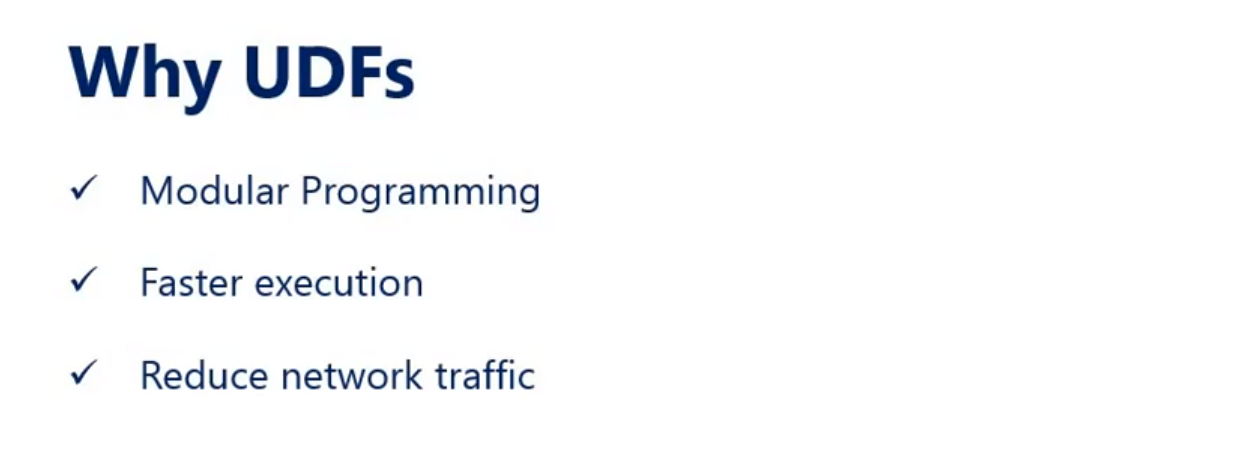 Why UDFs
✓ Modular Programming
✓ Faster execution
✓ Reduce network traffic